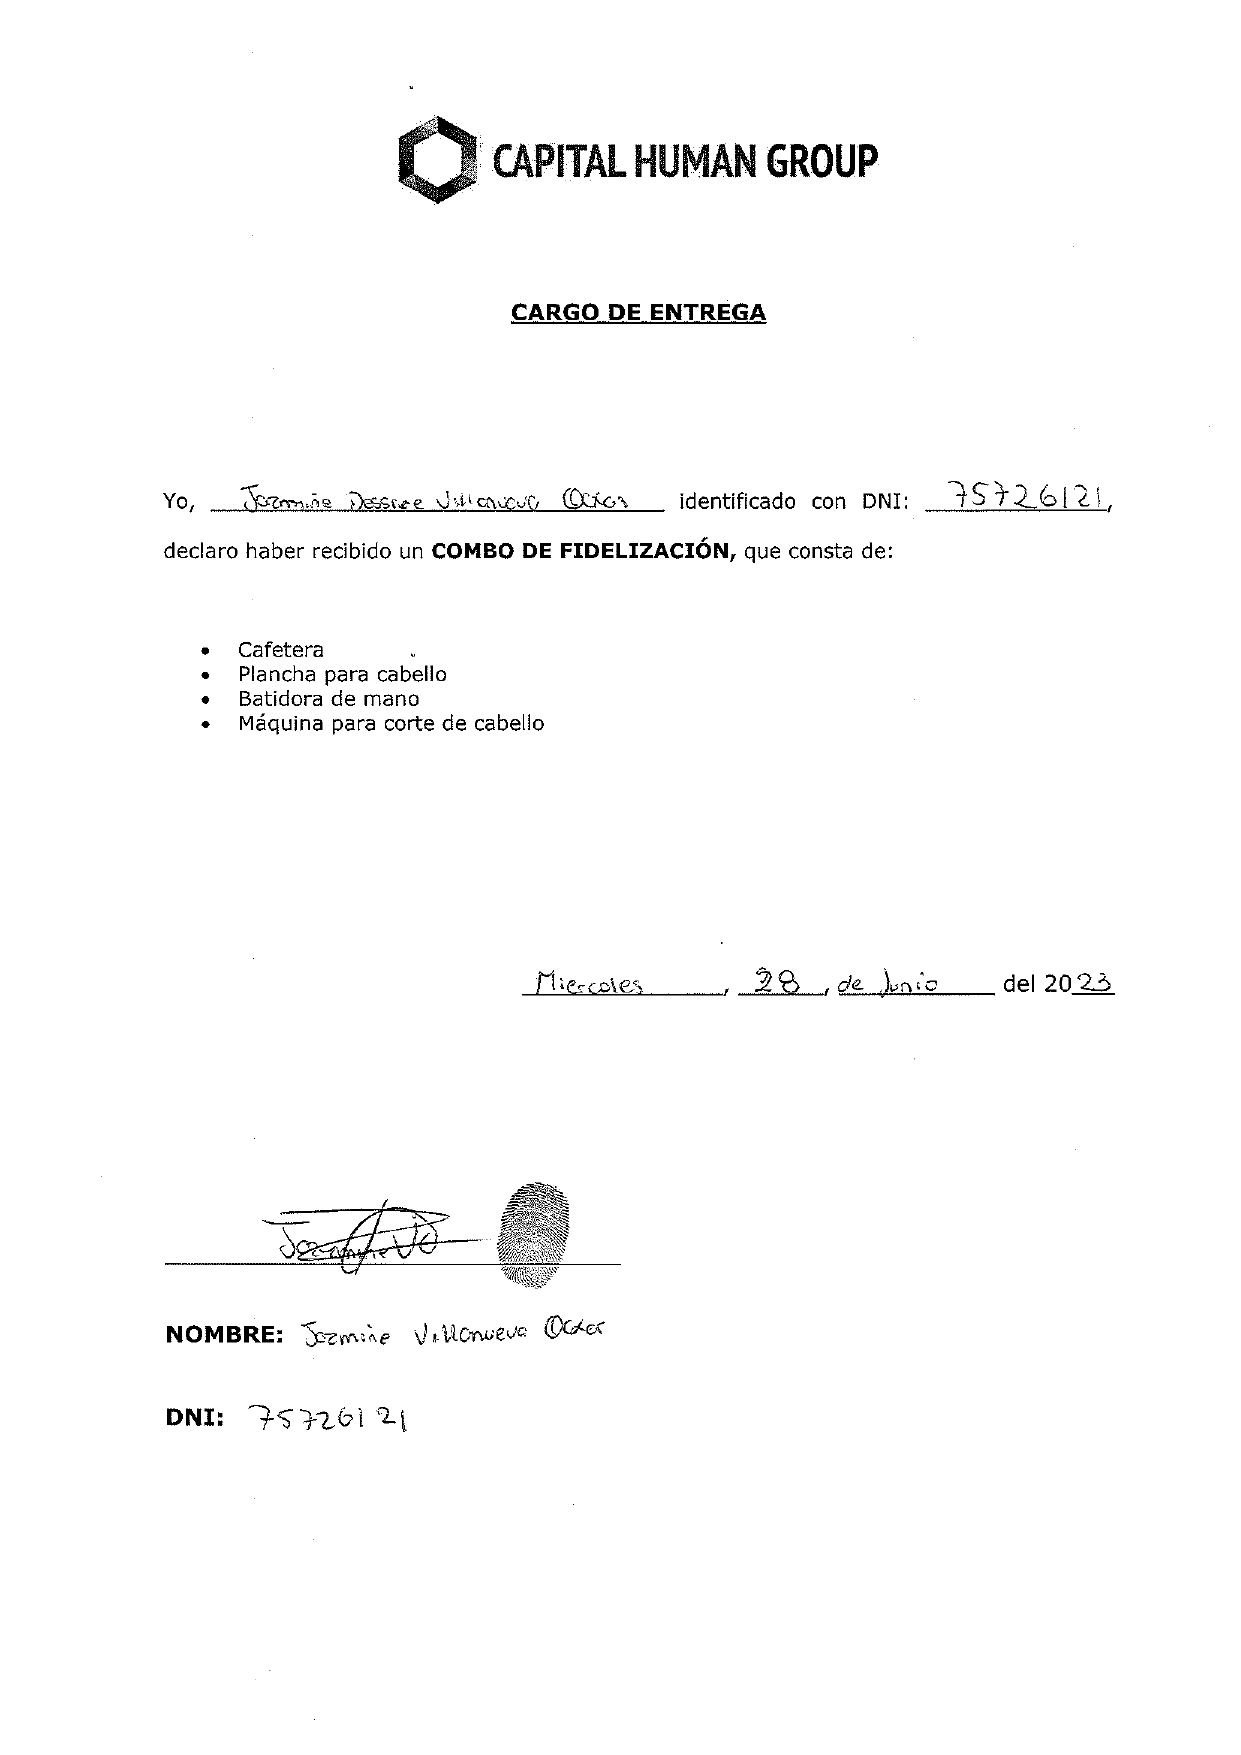 CAPITAL HUMAN GROUP
CARGO DE ENTREGA
Yo, Jazmine Dessiree Villanueva identificado con DNI: 75726121,
declaro haber recibido un COMBO DE FIDELIZACIÓN, que consta de:
• Cafetera
• Plancha para cabello
• Batidora de mano
• Máquina para corte de cabello
Miercoles , 28 , de Junio del 2023
NOMBRE: Jazmine Villanueva
DNI: 75726121